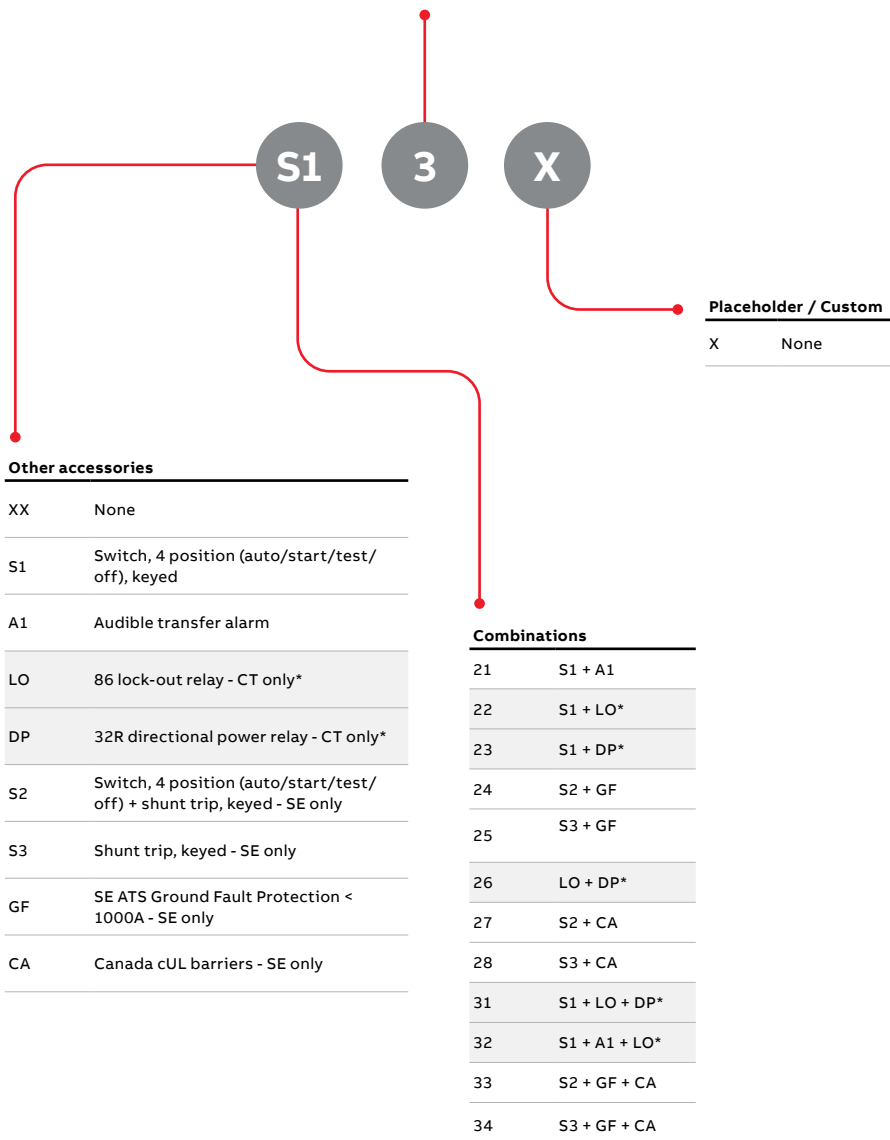 S1 3 X
Placeholder / Custom
X None
Other accessories
XX None
S1 Switch, 4 position (auto/start/test/
off), keyed
A1 Audible transfer alarm
LO 86 lock-out relay - CT only*
DP 32R directional power relay - CT only*
S2 Switch, 4 position (auto/start/test/
off) + shunt trip, keyed - SE only
S3 Shunt trip, keyed - SE only
GF SE ATS Ground Fault Protection <
1000A - SE only
CA Canada cUL barriers - SE only
Combinations
21 S1 + A1
22 S1 + LO*
23 S1 + DP*
24 S2 + GF
25 S3 + GF
26 LO + DP*
27 S2 + CA
28 S3 + CA
31 S1 + LO + DP*
32 S1 + A1 + LO*
33 S2 + GF + CA
34 S3 + GF + CA